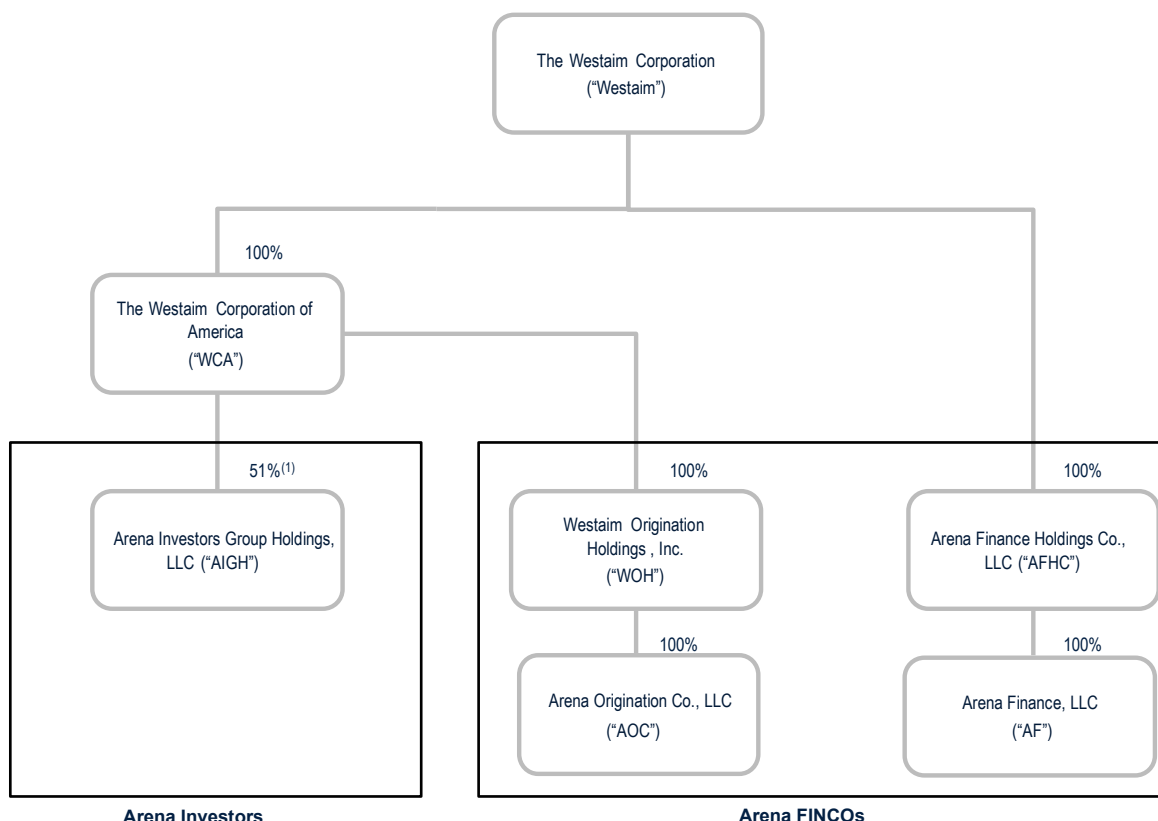 The Westaim Corporation
(“Westaim”)
100%
The Westaim Corporation of
America
(“WCA”)
51%(1)
100%
100%
Arena Investors Group Holdings,
LLC (“AIGH”)
Westaim Origination
Holdings , Inc.
(“WOH”)
Arena Finance Holdings Co.,
LLC (“AFHC”)
100%
100%
Arena Origination Co., LLC
(“AOC”)
Arena Finance, LLC
(“AF”)
Arena Investors
Arena FINCOs